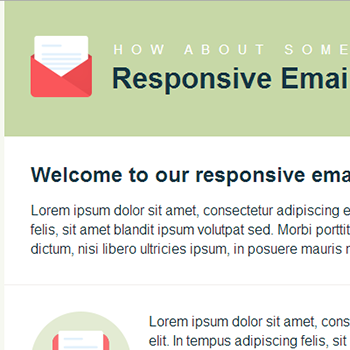 HOW ABOUT SOME
Responsive Emai
Welcome to our responsive ema
Lorem ipsum dolor sit amet, consectetur adipiscing e
felis, sit amet blandit ipsum volutpat sed. Morbi porttit
dictum, nisi libero ultricies ipsum, in posuere mauris r
Lorem ipsum dolor sit amet, cons
elit. In tempus adipiscing felis, sit